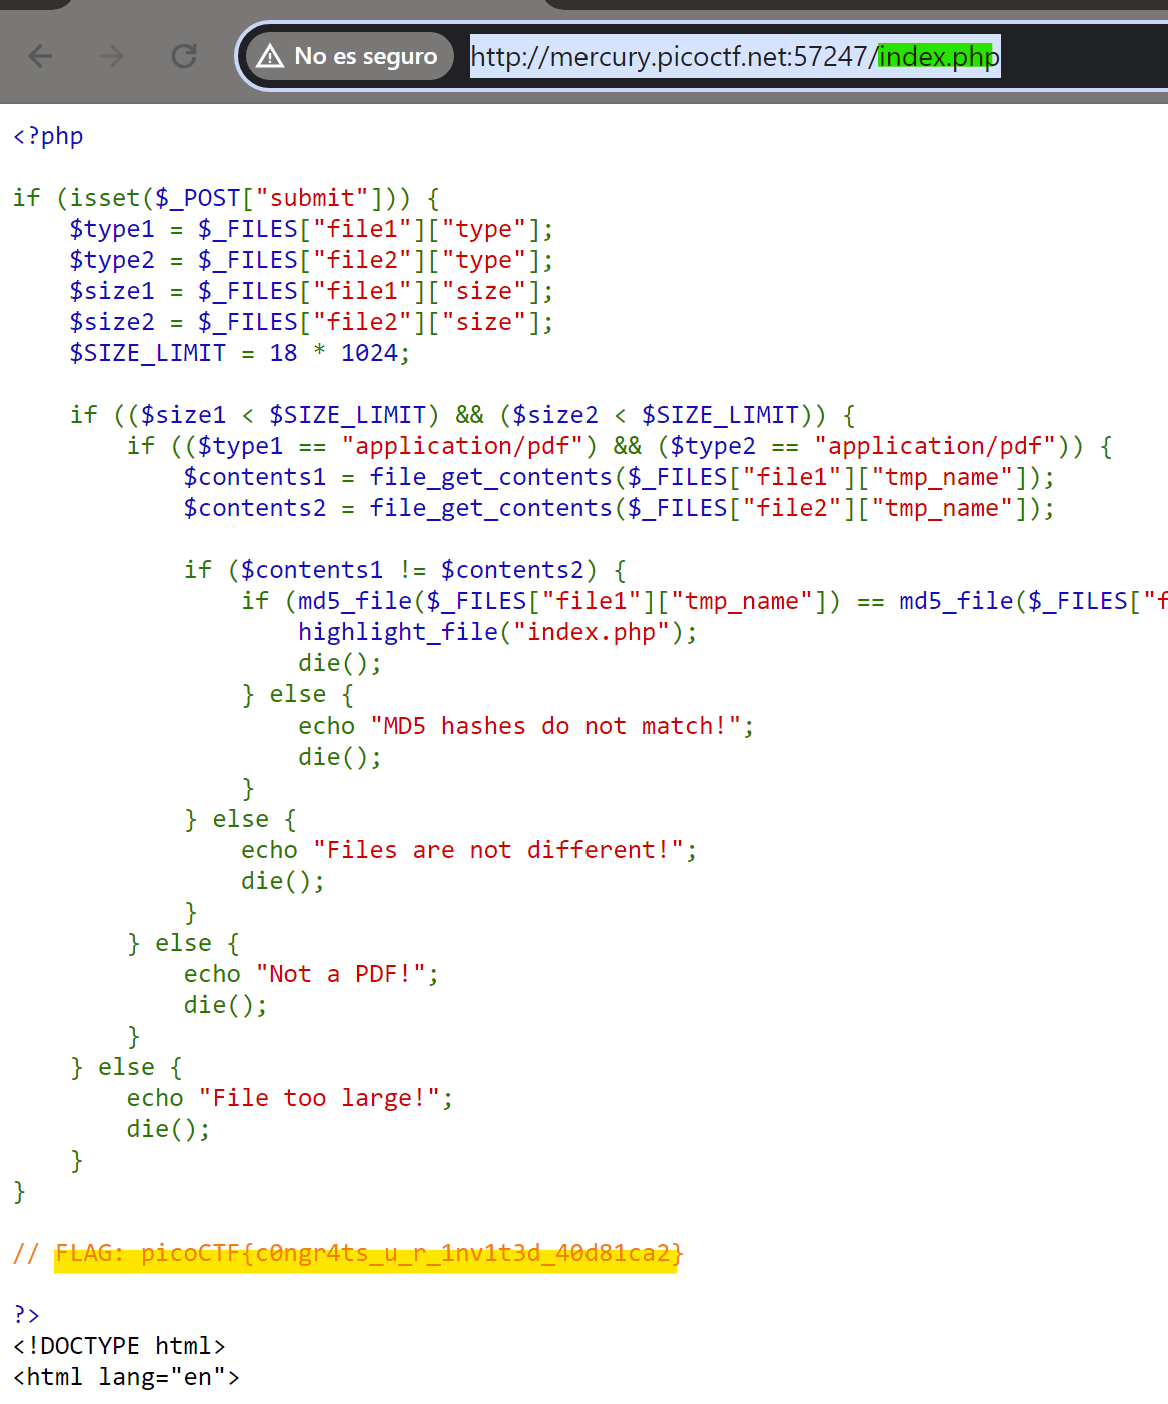 No es seguro http://mercury.picoctf.net:57247/index.php
<?php
if (isset($_POST["submit"])) {
    $type1 = $_FILES["file1"]["type"];
    $type2 = $_FILES["file2"]["type"];
    $size1 = $_FILES["file1"]["size"];
    $size2 = $_FILES["file2"]["size"];
    $SIZE_LIMIT = 18 * 1024;
    if (($size1 < $SIZE_LIMIT) && ($size2 < $SIZE_LIMIT)) {
        if (($type1 == "application/pdf") && ($type2 == "application/pdf")) {
            $contents1 = file_get_contents($_FILES["file1"]["tmp_name"]);
            $contents2 = file_get_contents($_FILES["file2"]["tmp_name"]);
            if ($contents1 != $contents2) {
                if (md5_file($_FILES["file1"]["tmp_name"]) == md5_file($_FILES["f
                    highlight_file("index.php");
                    die();
                } else {
                    echo "MD5 hashes do not match!";
                    die();
                }
            } else {
                echo "Files are not different!";
                die();
            }
        } else {
            echo "Not a PDF!";
            die();
        }
    } else {
        echo "File too large!";
        die();
    }
}
// FLAG: picoCTF{c0ngr4ts_u_r_1nv1t3d_40d81ca2}
?>
<!DOCTYPE html>
<html lang="en">